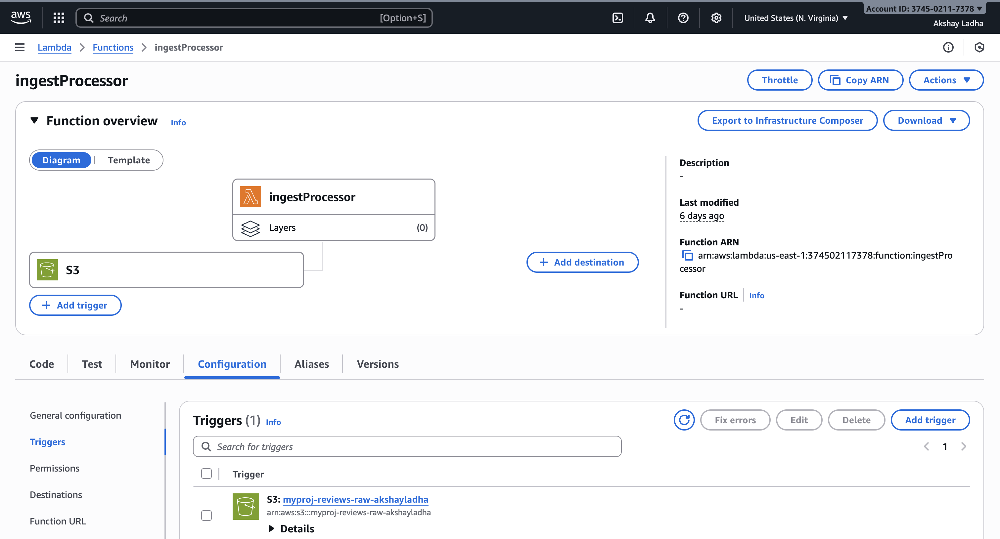 aws
Search
[Option+S]
United States (N. Virginia)
Account ID: 3745-0211-7378
Akshay Ladha
Lambda
Functions
ingestProcessor
ingestProcessor
Throttle
Copy ARN
Actions
Function overview
Info
Export to Infrastructure Composer
Download
Diagram
Template
ingestProcessor
Layers
(0)
S3
Add trigger
Add destination
Description
-
Last modified
6 days ago
Function ARN
arn:aws:lambda:us-east-1:374502117378:function:ingestPro
cessor
Function URL
Info
-
Code
Test
Monitor
Configuration
Aliases
Versions
General configuration
Triggers
Permissions
Destinations
Function URL
Triggers (1)
Info
Fix errors
Edit
Delete
Add trigger
Search for triggers
1
Trigger
S3: myproj-reviews-raw-akshayladha
arn:aws:s3:::myproj-reviews-raw-akshayladha
Details